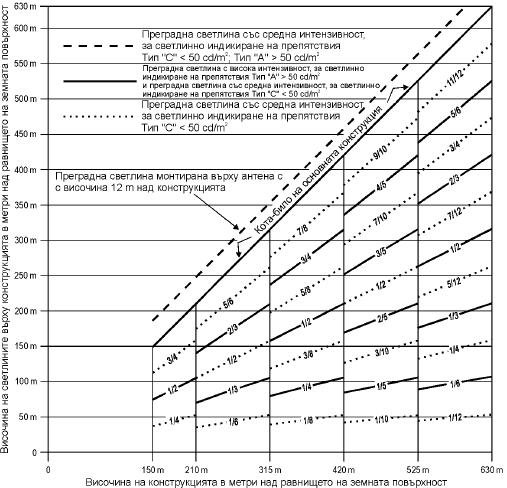 630 m
550 m
500 m
450 m
400 m
350 m
300 m
250 m
200 m
150 m
100 m
50 m
0
Височина на светлините върху конструкцията в метри над равнището на земната повърхност
Преградна светлина със средна интензивност,
за светлинно индикиране на препятствия
Тип "C" < 50 cd/m²; Тип "A" > 50 cd/m²
Преградна светлина с висока интензивност, за светлинно
индикиране на препятствия Тип "A" > 50 cd/m²
и преградна светлина със средна интензивност, за светлинно
индикиране на препятствия Тип "C" < 50 cd/m²
Преградна светлина със средна интензивност
за светлинно индикиране на препятствия
Тип "C" < 50 cd/m²
Преградна светлина монтирана върху антена с
с височина 12 m над конструкцията
Кота-било на основната конструкция
3/4
1/2
1/4
5/6
2/3
1/2
1/3
1/6
7/8
3/4
5/8
1/2
3/8
1/4
1/8
9/10
4/5
7/10
3/5
1/2
2/5
3/10
1/5
1/10
11/12
5/6
3/4
2/3
7/12
1/2
5/12
1/3
1/4
1/6
1/12
0
150 m
210 m
315 m
420 m
525 m
630 m
Височина на конструкцията в метри над равнището на земната повърхност